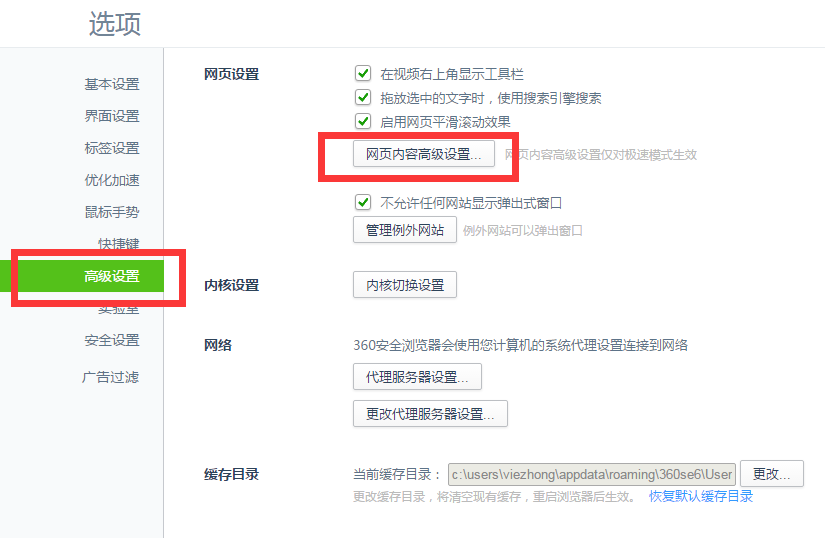 选项
基本设置
界面设置
标签设置
优化加速
鼠标手势
快捷键
高级设置
实验室
安全设置
广告过滤
网页设置
在视频右上角显示工具栏
拖放选中的文字时，使用搜索引擎搜索
启用网页平滑滚动效果
网页内容高级设置... 网页内容高级设置仅对极速模式生效
不允许任何网站显示弹出式窗口
管理例外网站 例外网站可以弹出窗口
内核设置 内核切换设置
网络 360安全浏览器会使用您计算机的系统代理设置连接到网络
代理服务器设置...
更改代理服务器设置...
缓存目录 当前缓存目录： c:\users\viezhong\appdata\roaming\360se6\User 更改...
更改缓存目录，将清空现有缓存，重启浏览器后生效。 恢复默认缓存目录